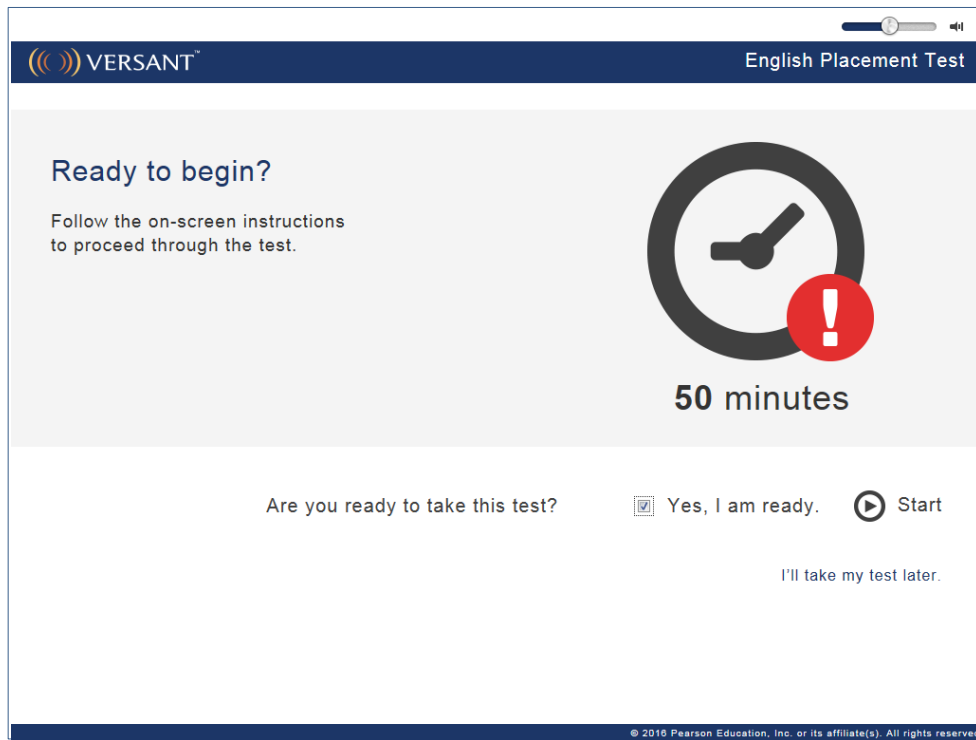 VERSANT™
English Placement Test
Ready to begin?
Follow the on-screen instructions
to proceed through the test.
50 minutes
Are you ready to take this test?
Yes, I am ready.
Start
I'll take my test later.
© 2016 Pearson Education, Inc. or its affiliate(s). All rights reserved